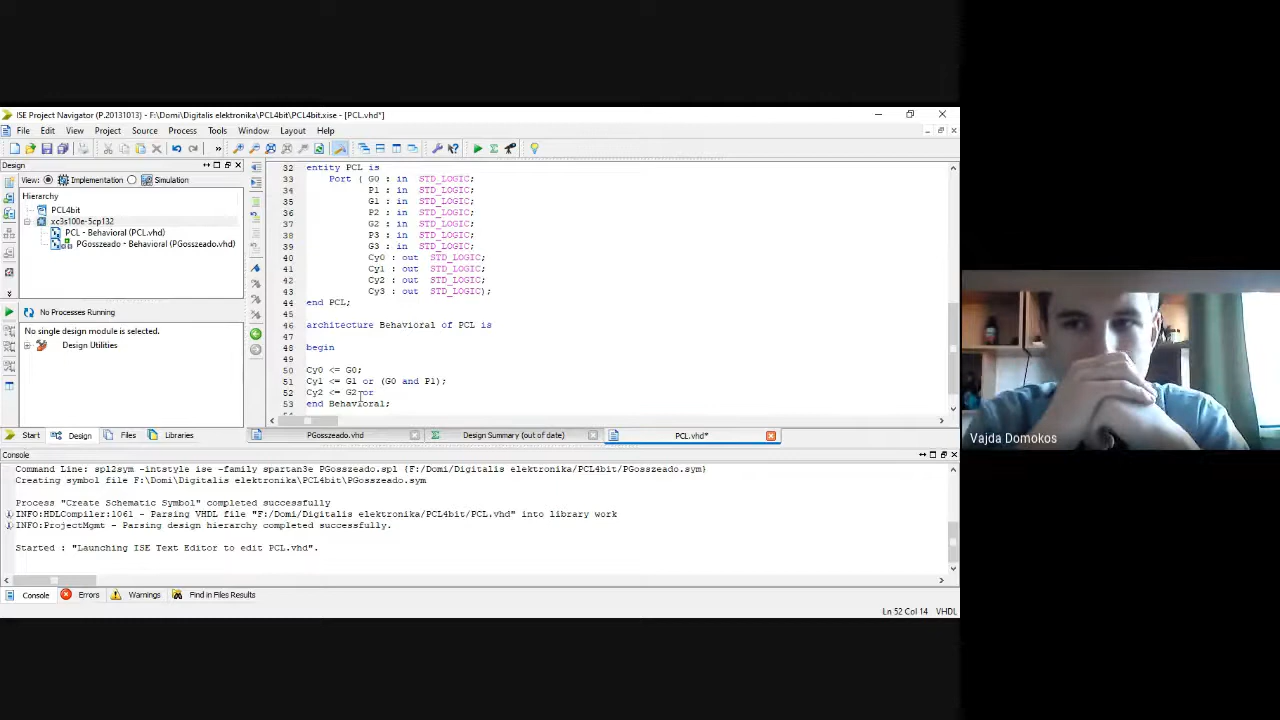 ISE Project Navigator (P.20131013) - F:\Domi\Digitalis elektronika\PCL4bit\PCL4bit.xise - [PCL.vhd*]
File Edit View Project Source Process Tools Window Layout Help
Design
View: Implementation Simulation
Hierarchy
PCL4bit
xc3s100e-5cp132
PCL - Behavioral (PCL.vhd)
PGosszeado - Behavioral (PGosszeado.vhd)
No Processes Running
No single design module is selected.
Design Utilities
Start Design Files Libraries
32 entity PCL is
33 Port ( G0 : in STD_LOGIC;
34 P1 : in STD_LOGIC;
35 G1 : in STD_LOGIC;
36 P2 : in STD_LOGIC;
37 G2 : in STD_LOGIC;
38 P3 : in STD_LOGIC;
39 G3 : in STD_LOGIC;
40 Cy0 : out STD_LOGIC;
41 Cy1 : out STD_LOGIC;
42 Cy2 : out STD_LOGIC;
43 Cy3 : out STD_LOGIC);
44 end PCL;
45
46 architecture Behavioral of PCL is
47
48 begin
49
50 Cy0 <= G0;
51 Cy1 <= G1 or (G0 and P1);
52 Cy2 <= G2 or
53 end Behavioral;
PGosszeado.vhd Design Summary (out of date) PCL.vhd*
Console
Command Line: spl2sym -intstyle ise -family spartan3e PGosszeado.spl {F:/Domi/Digitalis elektronika/PCL4bit/PGosszeado.sym}
Creating symbol file F:\Domi\Digitalis elektronika\PCL4bit\PGosszeado.sym
Process "Create Schematic Symbol" completed successfully
INFO:HDLCompiler:1061 - Parsing VHDL file "F:/Domi/Digitalis elektronika/PCL4bit/PCL.vhd" into library work
INFO:ProjectMgmt - Parsing design hierarchy completed successfully.
Started : "Launching ISE Text Editor to edit PCL.vhd".
Console Errors Warnings Find in Files Results
Ln 52 Col 14 VHDL
Vajda Domokos